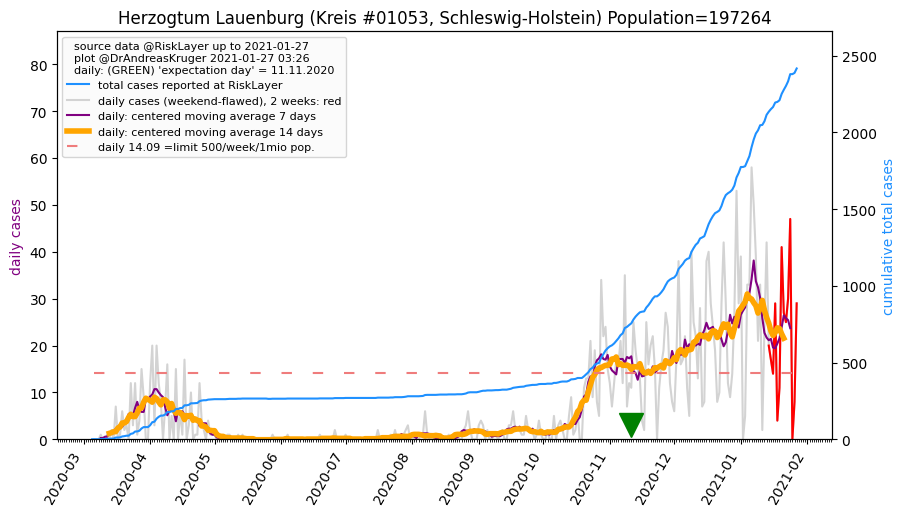 Herzogtum Lauenburg (Kreis #01053, Schleswig-Holstein) Population=197264
source data @RiskLayer up to 2021-01-27
plot @DrAndreasKruger 2021-01-27 03:26
daily: (GREEN) 'expectation day' = 11.11.2020
total cases reported at RiskLayer
daily cases (weekend-flawed), 2 weeks: red
daily: centered moving average 7 days
daily: centered moving average 14 days
daily 14.09 =limit 500/week/1mio pop.
daily cases
80
70
60
50
40
30
20
10
0
cumulative total cases
2500
2000
1500
1000
500
0
2020-03
2020-04
2020-05
2020-06
2020-07
2020-08
2020-09
2020-10
2020-11
2020-12
2021-01
2021-02